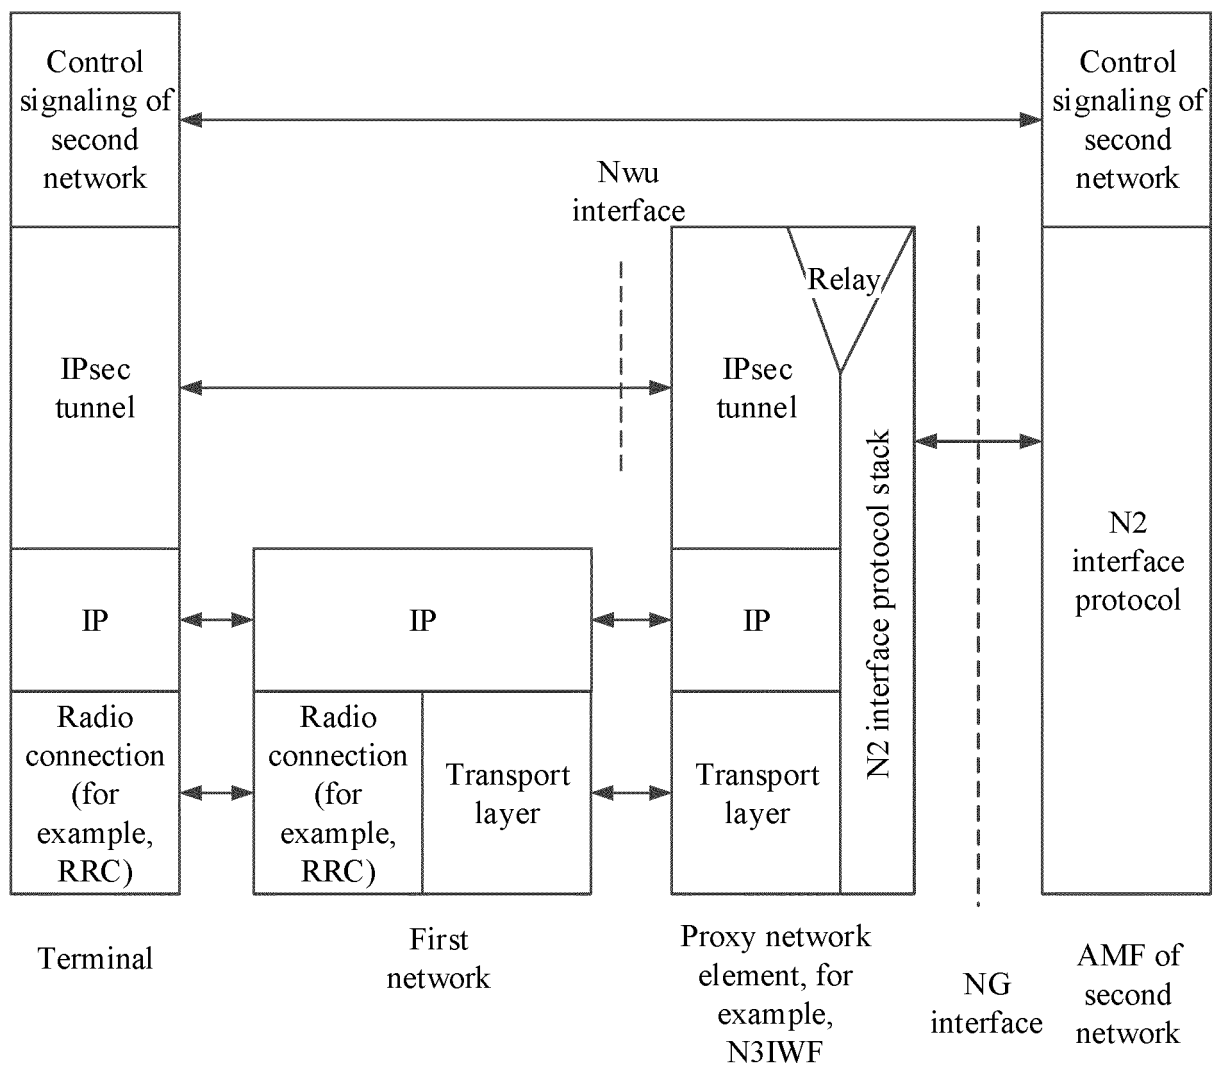 Control
signaling of
second
network
Control
signaling of
second
network
Nwu
interface
Relay
IPsec
tunnel
IPsec
tunnel
N2 interface protocol stack
N2
interface
protocol
IP
IP
IP
Radio
connection
(for
example,
RRC)
Radio
connection
(for
example,
RRC)
Transport
layer
Transport
layer
Terminal
First
network
Proxy network
element, for
example,
N3IWF
NG
interface
AMF of
second
network